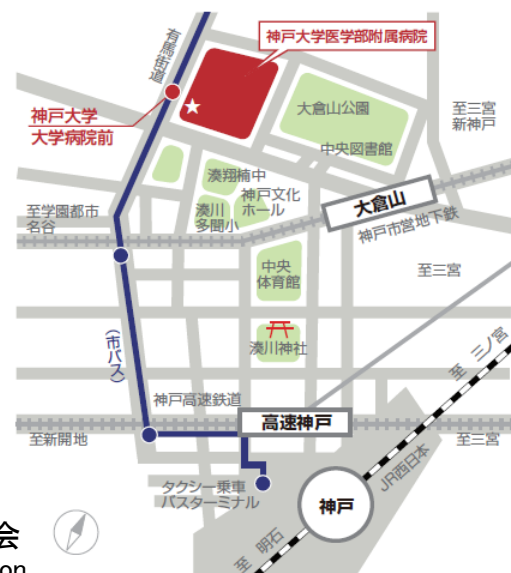 有馬街道
神戸大学医学部附属病院
神戸大学
大学病院前
大倉山公園
中央図書館
至三宮
新神戸
湊翔楠中
神戸文化
ホール
湊川
多聞小
大倉山
神戸市営地下鉄
至学園都市
名谷
中央
体育館
至三宮
(市バス)
湊川神社
至 三ノ宮
神戸高速鉄道
高速神戸
至新開地
至三宮
JR西日本
タクシー乗車
バスターミナル
神戸
至 明石
会
on